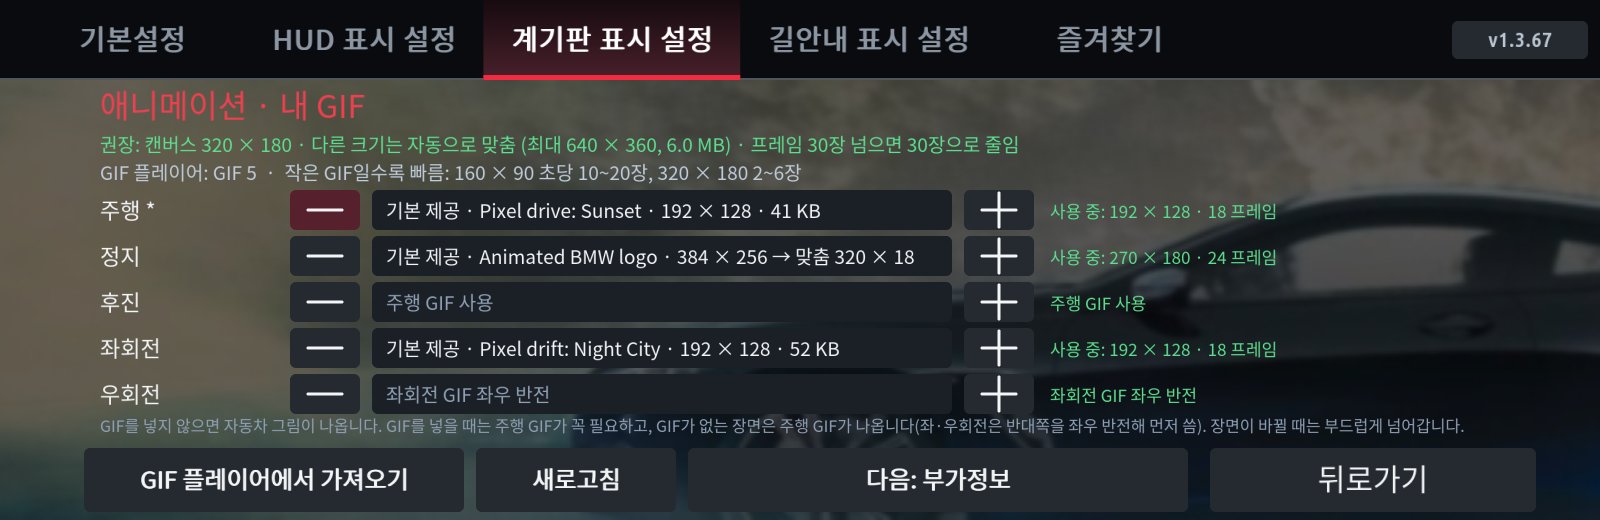 기본설정 HUD 표시 설정 계기판 표시 설정 길안내 표시 설정 즐겨찾기 v1.3.67
애니메이션 · 내 GIF
권장: 캔버스 320 × 180 · 다른 크기는 자동으로 맞춤 (최대 640 × 360, 6.0 MB) · 프레임 30장 넘으면 30장으로 줄임
GIF 플레이어: GIF 5 · 작은 GIF일수록 빠름: 160 × 90 초당 10~20장, 320 × 180 2~6장
주행 * — 기본 제공 · Pixel drive: Sunset · 192 × 128 · 41 KB + 사용 중: 192 × 128 · 18 프레임
정지 — 기본 제공 · Animated BMW logo · 384 × 256 → 맞춤 320 × 18 + 사용 중: 270 × 180 · 24 프레임
후진 — 주행 GIF 사용 + 주행 GIF 사용
좌회전 — 기본 제공 · Pixel drift: Night City · 192 × 128 · 52 KB + 사용 중: 192 × 128 · 18 프레임
우회전 — 좌회전 GIF 좌우 반전 + 좌회전 GIF 좌우 반전
GIF를 넣지 않으면 자동차 그림이 나옵니다. GIF를 넣을 때는 주행 GIF가 꼭 필요하고, GIF가 없는 장면은 주행 GIF가 나옵니다(좌·우회전은 반대쪽을 좌우 반전해 먼저 씀). 장면이 바뀔 때는 부드럽게 넘어갑니다.
GIF 플레이어에서 가져오기 새로고침 다음: 부가정보 뒤로가기